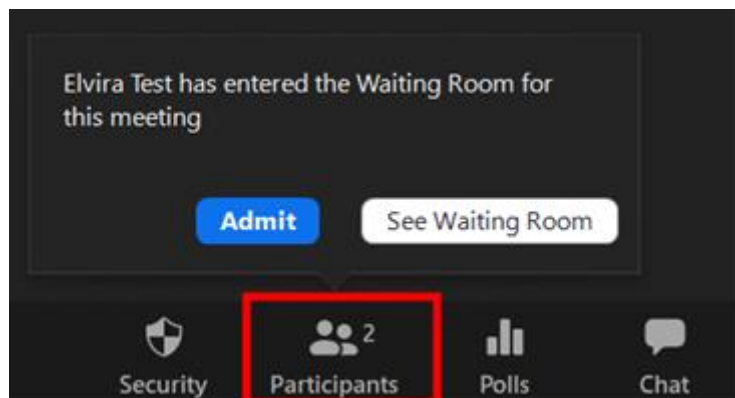 Elvira Test has entered the Waiting Room for
this meeting
Admit See Waiting Room
2
Security Participants Polls Chat